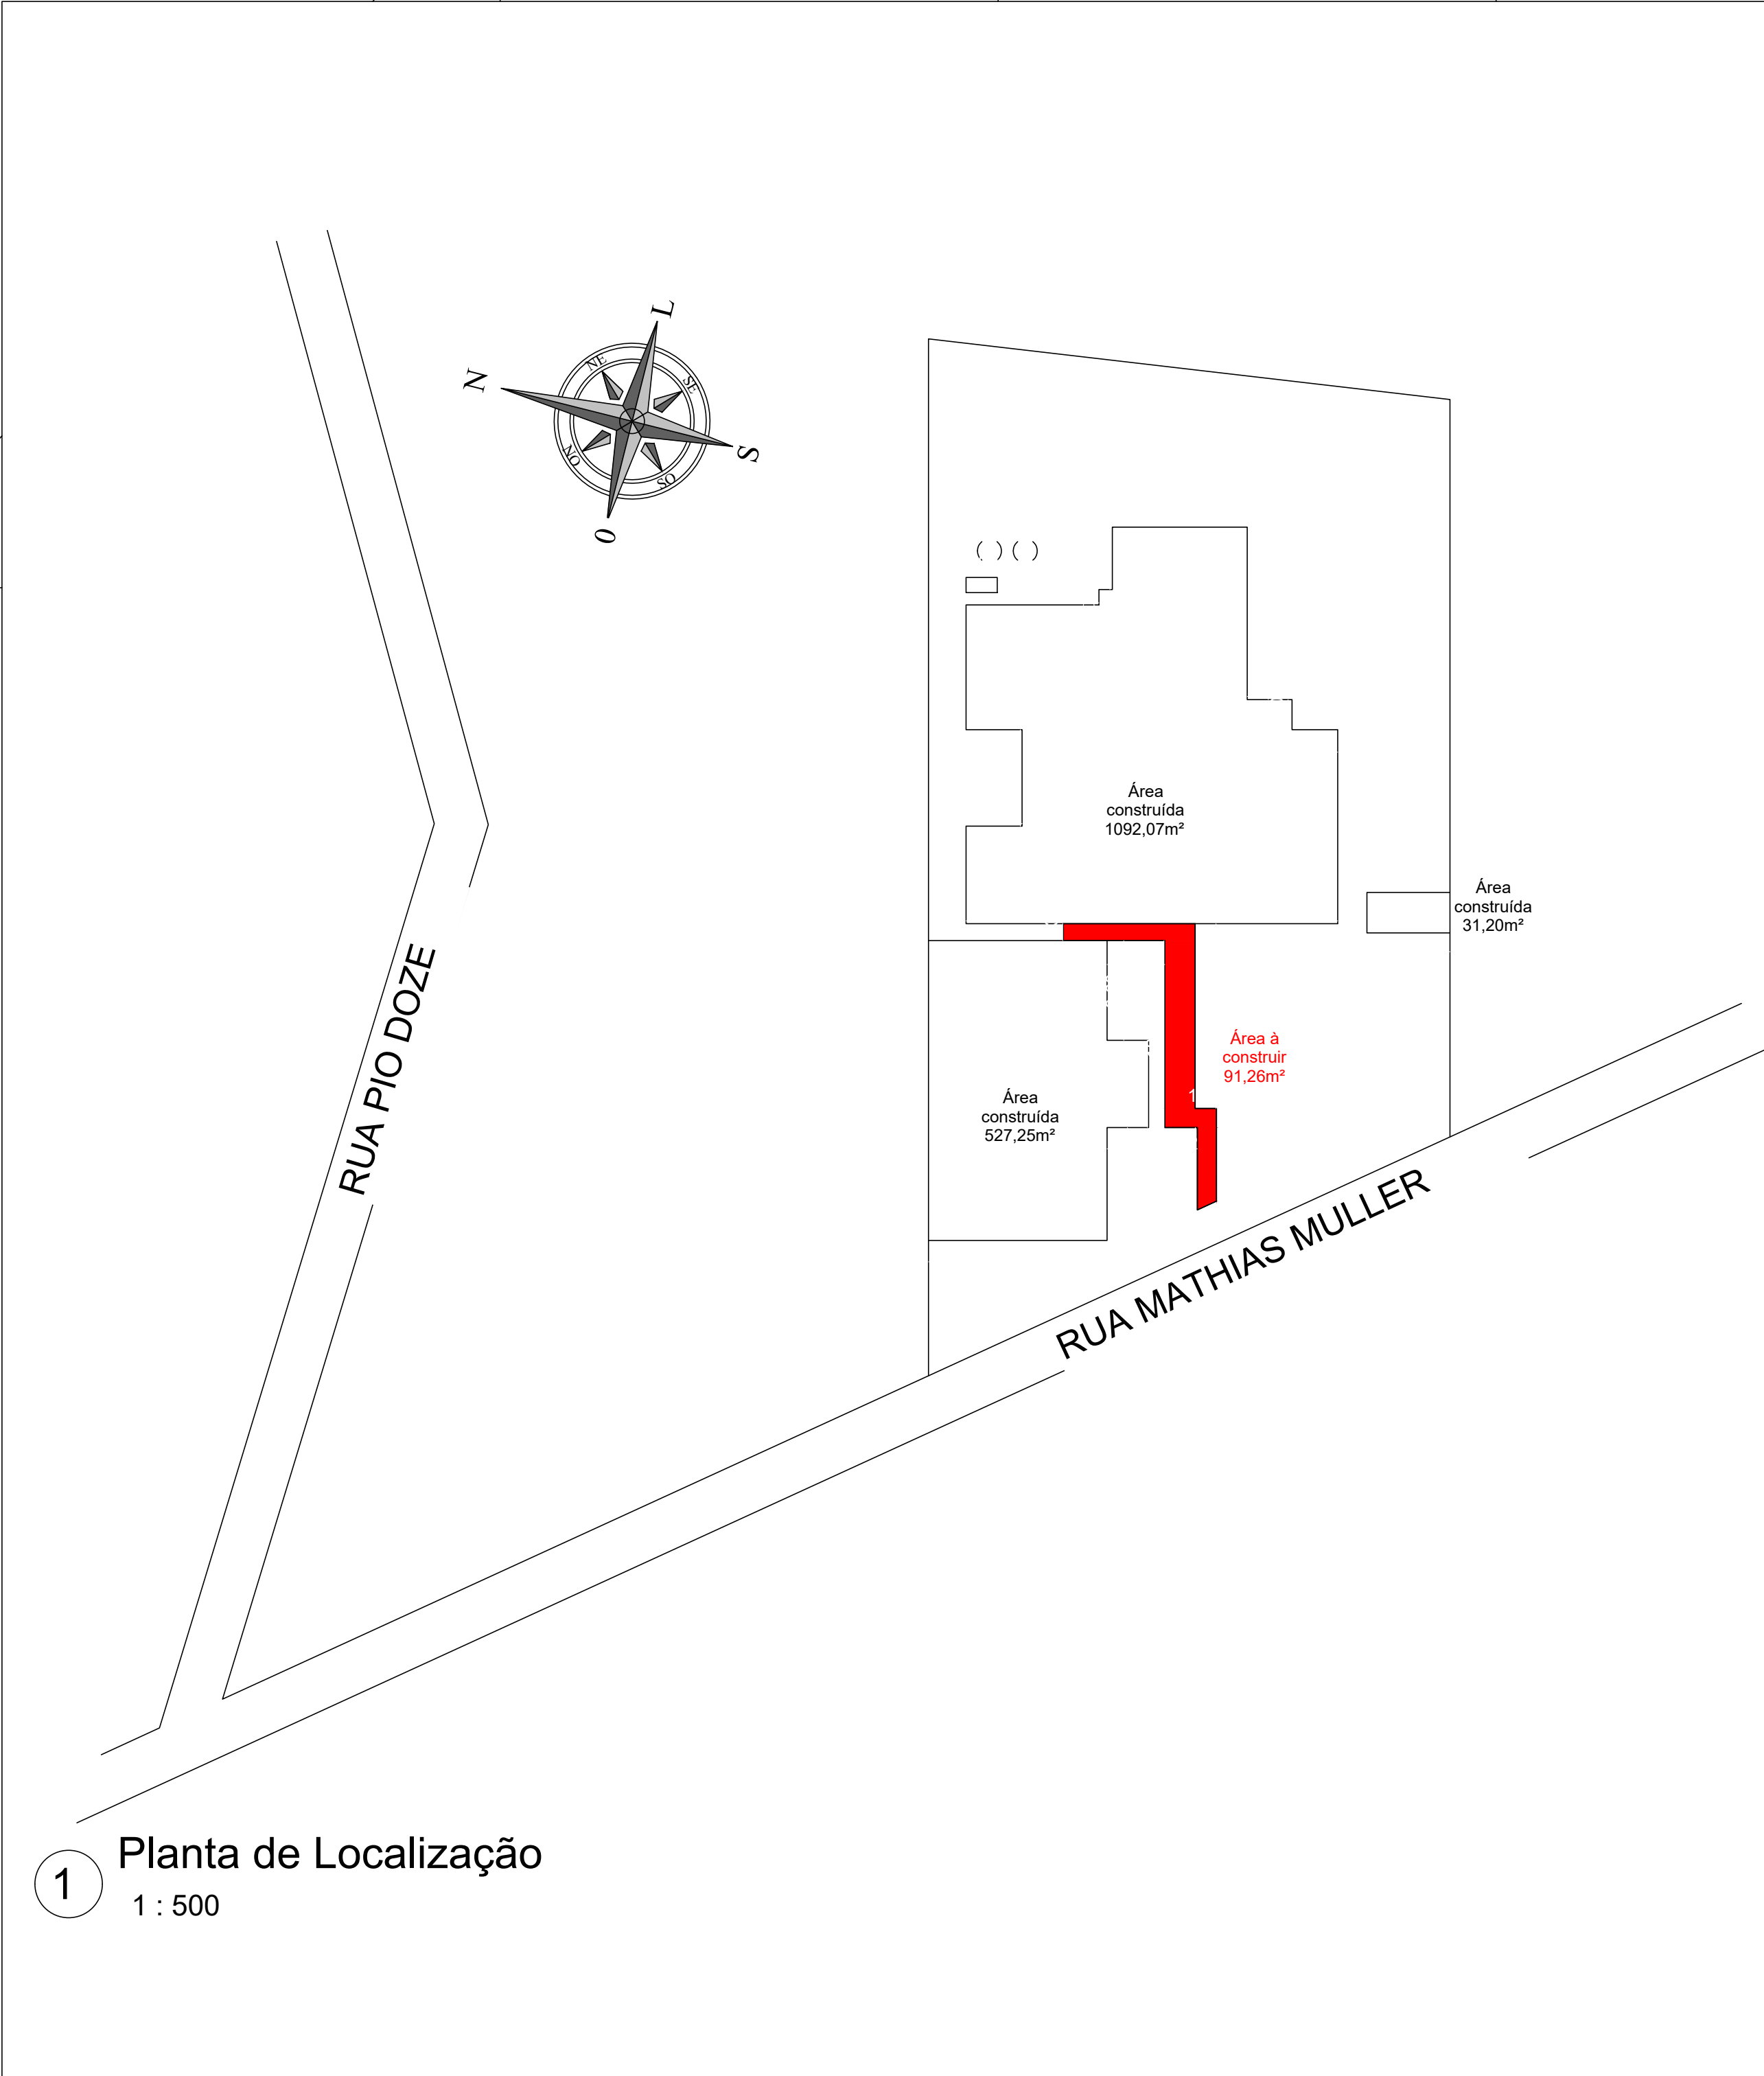 L
N
NE
SE
S
NO
SO
O
Área
construída
1092,07m²
Área
construída
31,20m²
RUA PIO DOZE
Área à
construir
91,26m²
1
Área
construída
527,25m²
RUA MATHIAS MULLER
1
Planta de Localização
1 : 500